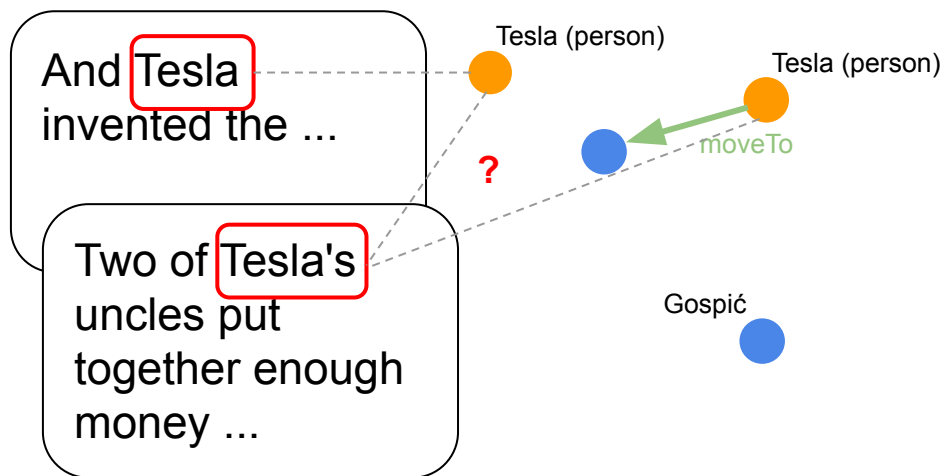 And Tesla
invented the ...
Two of Tesla's
uncles put
together enough
money ...
Tesla (person)
?
Tesla (person)
moveTo
Gospić